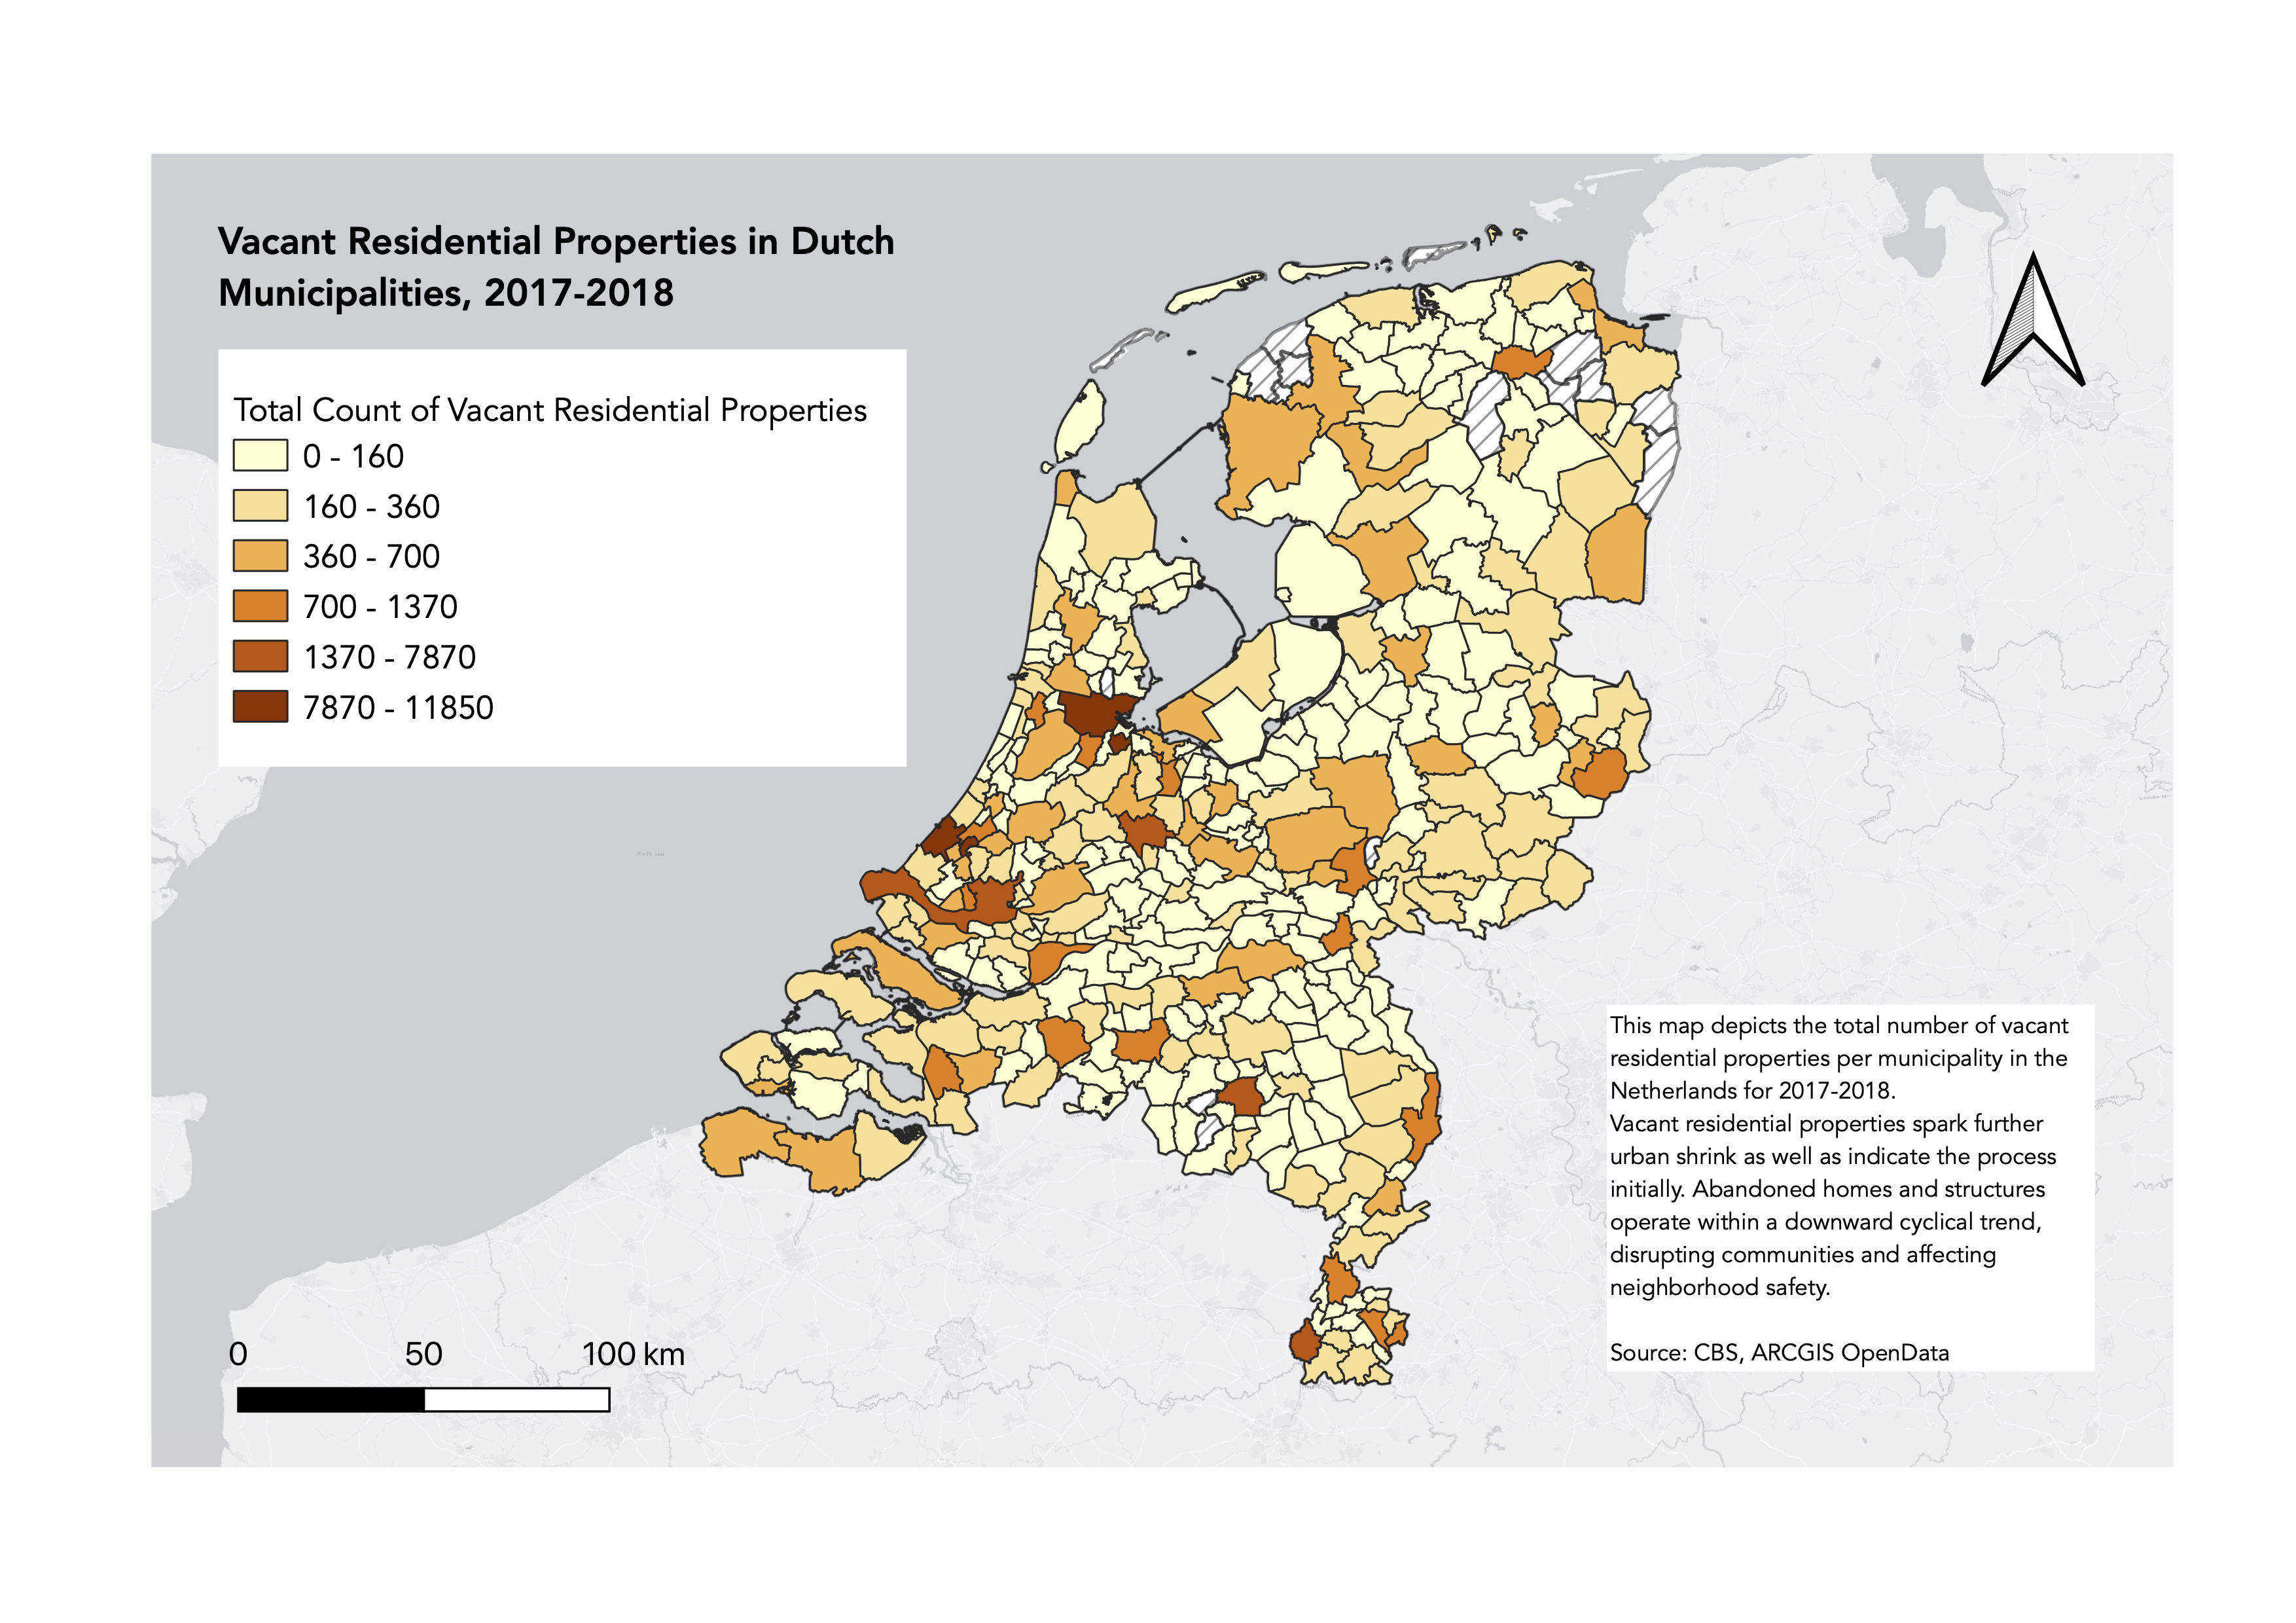 Vacant Residential Properties in Dutch
Municipalities, 2017-2018
Total Count of Vacant Residential Properties
0 - 160
160 - 360
360 - 700
700 - 1370
1370 - 7870
7870 - 11850
This map depicts the total number of vacant
residential properties per municipality in the
Netherlands for 2017-2018.
Vacant residential properties spark further
urban shrink as well as indicate the process
initially. Abandoned homes and structures
operate within a downward cyclical trend,
disrupting communities and affecting
neighborhood safety.
Source: CBS, ARCGIS OpenData
0 50 100 km